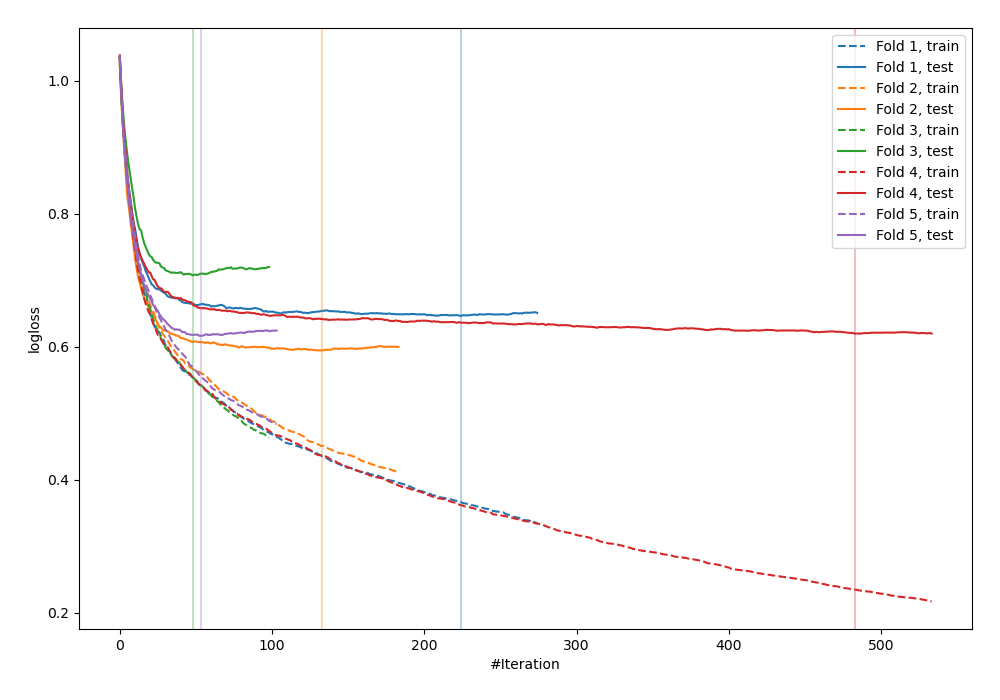 1.0
0.8
0.6
0.4
0.2
logloss
0
100
200
300
400
500
#Iteration
Fold 1, train
Fold 1, test
Fold 2, train
Fold 2, test
Fold 3, train
Fold 3, test
Fold 4, train
Fold 4, test
Fold 5, train
Fold 5, test